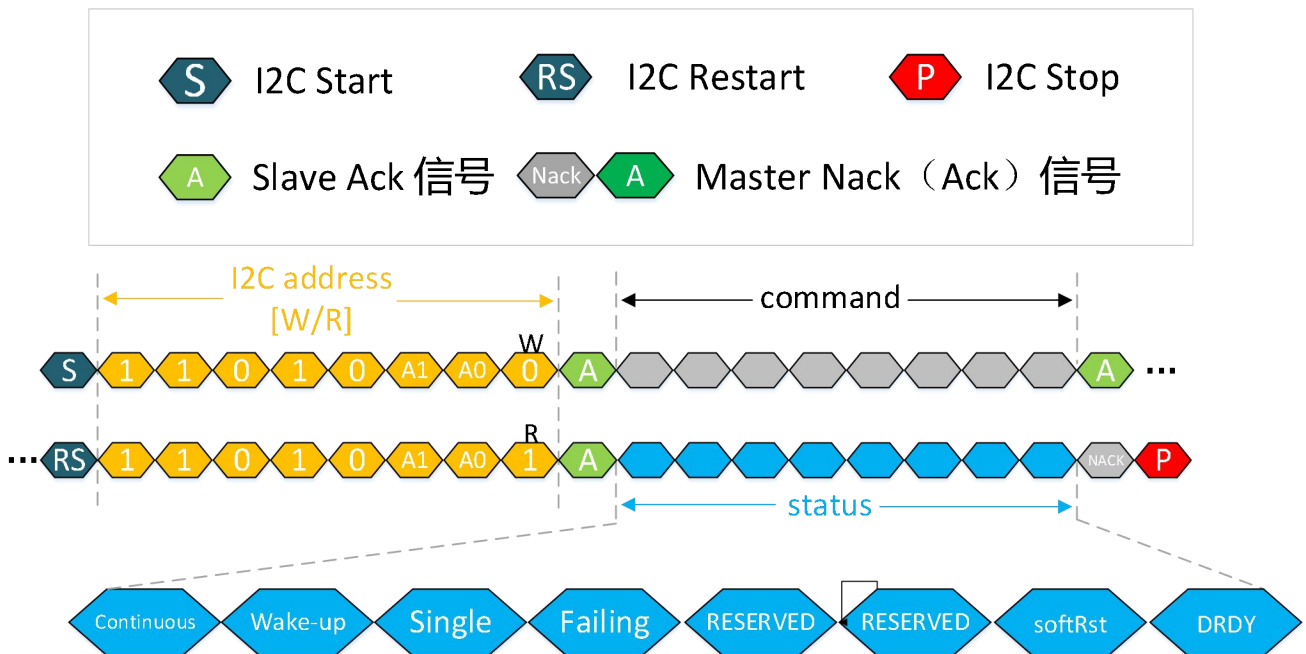 S I2C Start RS I2C Restart P I2C Stop
A Slave Ack 信号 Nack A Master Nack（Ack）信号
I2C address
[W/R]
command
W
S 1 1 0 1 0 A1 A0 0 A A ...
R
... RS 1 1 0 1 0 A1 A0 1 A NACK P
status
Continuous Wake-up Single Failing RESERVED RESERVED softRst DRDY